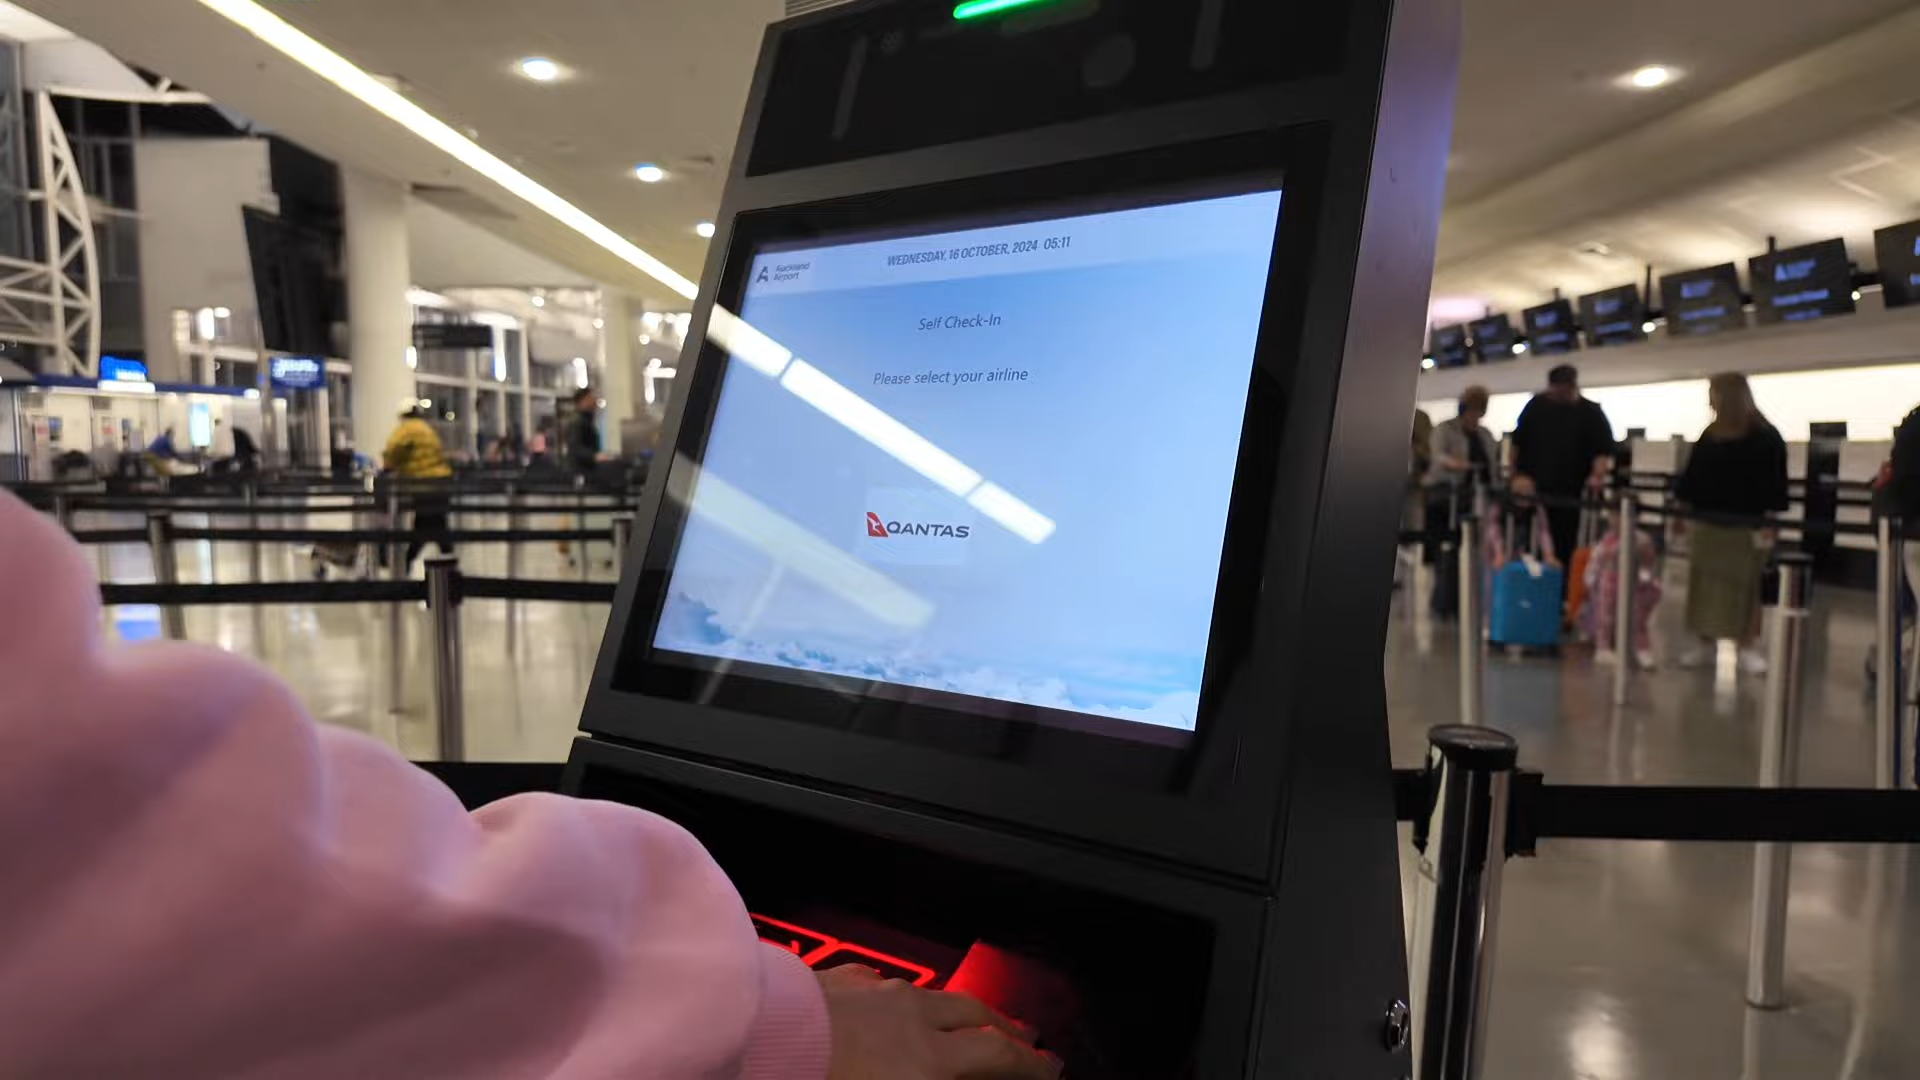 WEDNESDAY, 16 OCTOBER, 2024 05:11
Auckland
Airport
Self Check-In
Please select your airline
QANTAS